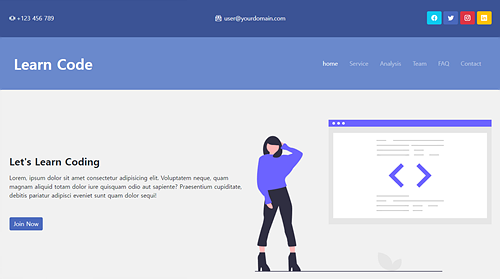 +123 456 789
user@yourdomain.com
Learn Code
home Service Analysis Team FAQ Contact
Let's Learn Coding
Lorem, ipsum dolor sit amet consectetur adipisicing elit. Voluptatem neque, quam
magnam aliquid totam dolor iure quisquam odio aut sapiente? Praesentium cupiditate,
debitis pariatur adipisci eveniet sunt quam dolor sequi!
Join Now